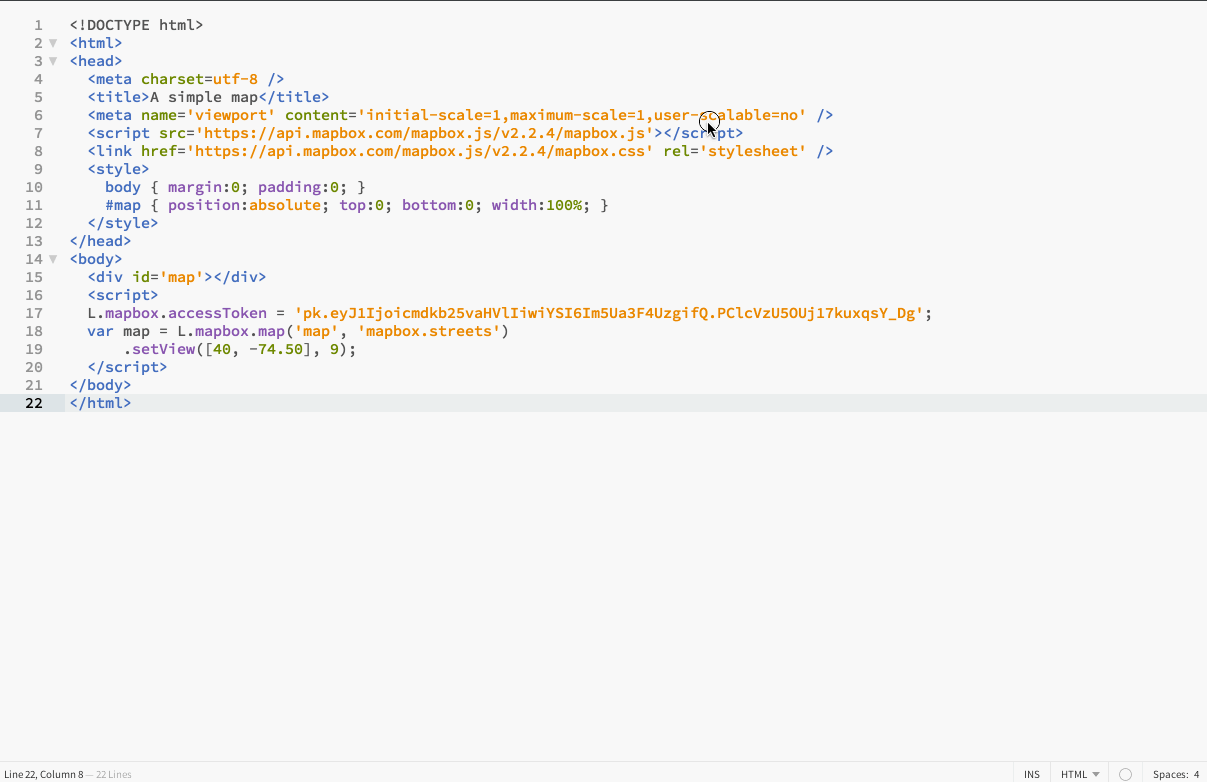 1 <!DOCTYPE html>
2 <html>
3 <head>
4 <meta charset=utf-8 />
5 <title>A simple map</title>
6 <meta name='viewport' content='initial-scale=1,maximum-scale=1,user-scalable=no' />
7 <script src='https://api.mapbox.com/mapbox.js/v2.2.4/mapbox.js'></script>
8 <link href='https://api.mapbox.com/mapbox.js/v2.2.4/mapbox.css' rel='stylesheet' />
9 <style>
10 body { margin:0; padding:0; }
11 #map { position:absolute; top:0; bottom:0; width:100%; }
12 </style>
13 </head>
14 <body>
15 <div id='map'></div>
16 <script>
17 L.mapbox.accessToken = 'pk.eyJ1Ijoicmdkb25vaHVlIiwiYSI6Im5Ua3F4UzgifQ.PClcVzU5OUj17kuxqsY_Dg';
18 var map = L.mapbox.map('map', 'mapbox.streets')
19 .setView([40, -74.50], 9);
20 </script>
21 </body>
22 </html>
Line 22, Column 8 — 22 Lines
INS HTML Spaces: 4